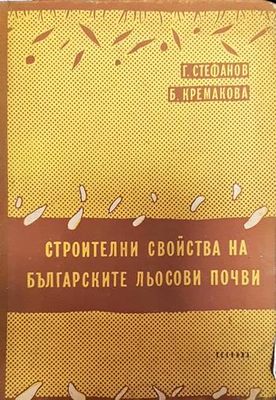 Г. СТЕФАНОВ
Б. КРЕМАКОВА
СТРОИТЕЛНИ СВОЙСТВА НА
БЪЛГАРСКИТЕ ЛЬОСОВИ ПОЧВИ
ТЕХНИКА